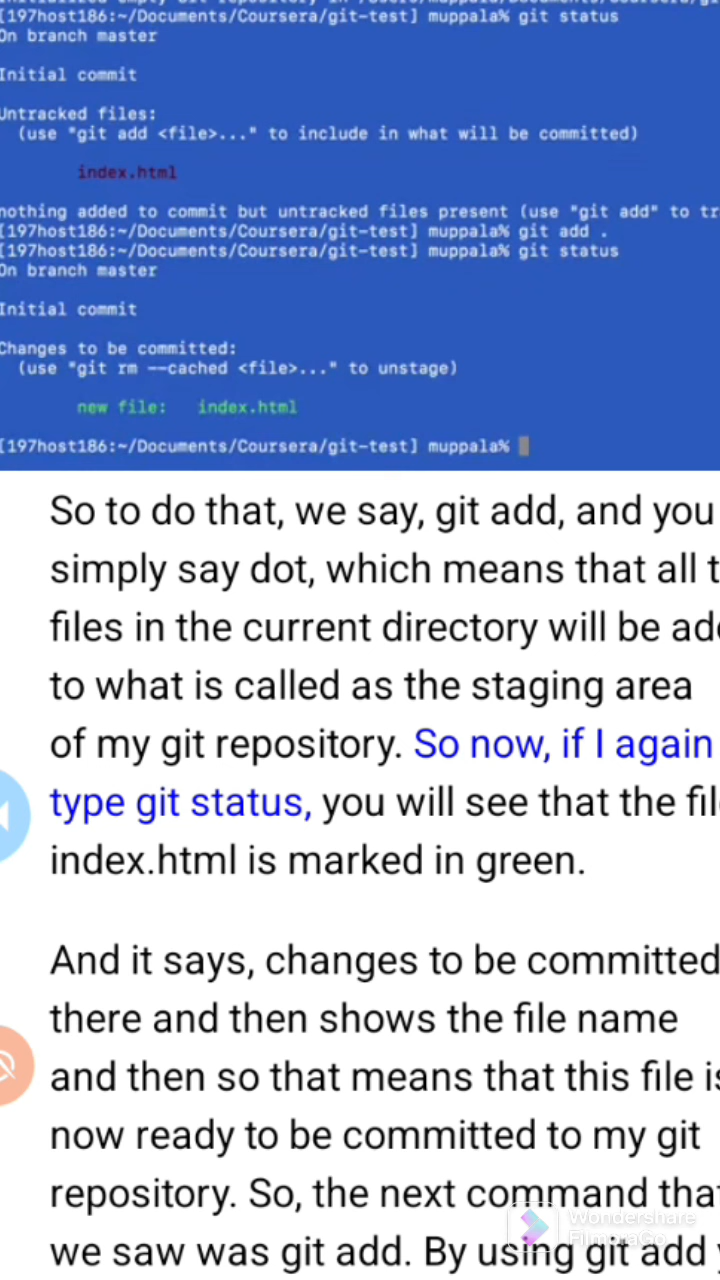 [197host186:~/Documents/Coursera/git-test] muppala% git status
On branch master
Initial commit
Untracked files:
(use "git add <file>..." to include in what will be committed)
index.html
nothing added to commit but untracked files present (use "git add" to tr
[197host186:~/Documents/Coursera/git-test] muppala% git add .
[197host186:~/Documents/Coursera/git-test] muppala% git status
On branch master
Initial commit
Changes to be committed:
(use "git rm --cached <file>..." to unstage)
new file: index.html
[197host186:~/Documents/Coursera/git-test] muppala%
So to do that, we say, git add, and you
simply say dot, which means that all t
files in the current directory will be ad
to what is called as the staging area
of my git repository. So now, if I again
type git status, you will see that the fil
index.html is marked in green.
And it says, changes to be committed
there and then shows the file name
and then so that means that this file is
now ready to be committed to my git
repository. So, the next command that
we saw was git add. By using git add y
Wondershare
FilmoraGo